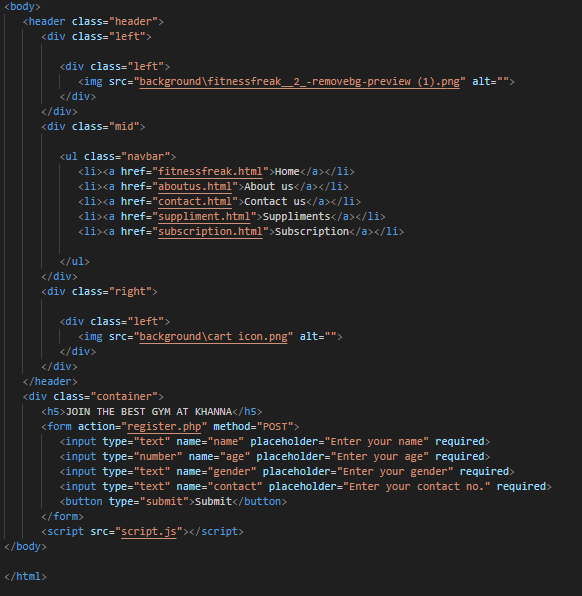 <body>
<header class="header">
<div class="left">
<div class="left">
<img src="background\fitnessfreak__2_-removebg-preview (1).png" alt="">
</div>
</div>
<div class="mid">
<ul class="navbar">
<li><a href="fitnessfreak.html">Home</a></li>
<li><a href="aboutus.html">About us</a></li>
<li><a href="contact.html">Contact us</a></li>
<li><a href="suppliment.html">Suppliments</a></li>
<li><a href="subscription.html">Subscription</a></li>
</ul>
</div>
<div class="right">
<div class="left">
<img src="background\cart icon.png" alt="">
</div>
</div>
</header>
<div class="container">
<h5>JOIN THE BEST GYM AT KHANNA</h5>
<form action="register.php" method="POST">
<input type="text" name="name" placeholder="Enter your name" required>
<input type="number" name="age" placeholder="Enter your age" required>
<input type="text" name="gender" placeholder="Enter your gender" required>
<input type="text" name="contact" placeholder="Enter your contact no." required>
<button type="submit">Submit</button>
</form>
<script src="script.js"></script>
</body>
</html>